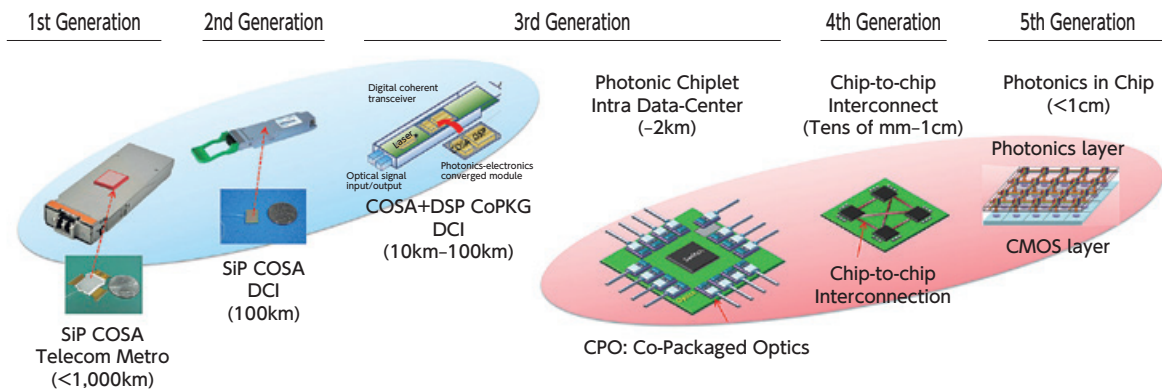 1st Generation
2nd Generation
3rd Generation
4th Generation
5th Generation
SiP COSA
Telecom Metro
(<1,000km)
SiP COSA
DCI
(100km)
Digital coherent
transceiver
Laser
COSA DSP
Optical signal
input/output
Photonics-electronics
converged module
COSA+DSP CoPKG
DCI
(10km–100km)
Photonic Chiplet
Intra Data-Center
(–2km)
Switch
CPO: Co-Packaged Optics
Chip-to-chip
Interconnect
(Tens of mm–1cm)
Chip-to-chip
Interconnection
Photonics in Chip
(<1cm)
Photonics layer
CMOS layer